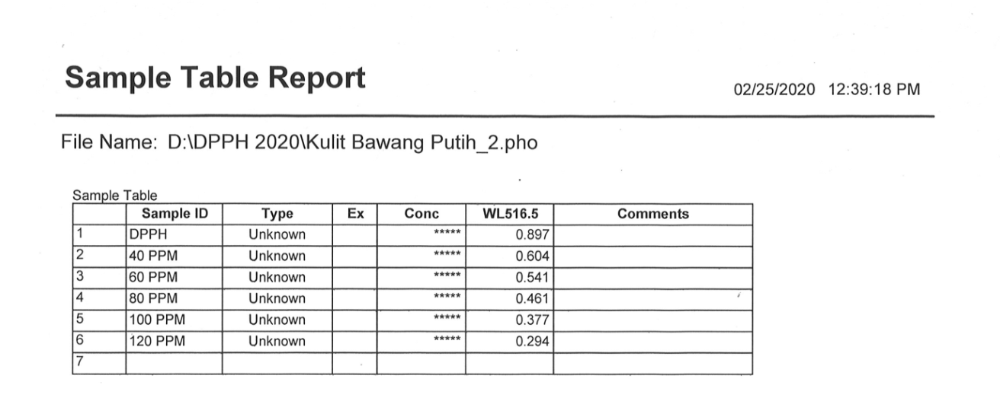 Sample Table Report
02/25/2020 12:39:18 PM
File Name: D:\DPPH 2020\Kulit Bawang Putih_2.pho
Sample Table
Sample ID Type Ex Conc WL516.5 Comments
1 DPPH Unknown ***** 0.897
2 40 PPM Unknown ***** 0.604
3 60 PPM Unknown ***** 0.541
4 80 PPM Unknown ***** 0.461
5 100 PPM Unknown ***** 0.377
6 120 PPM Unknown ***** 0.294
7